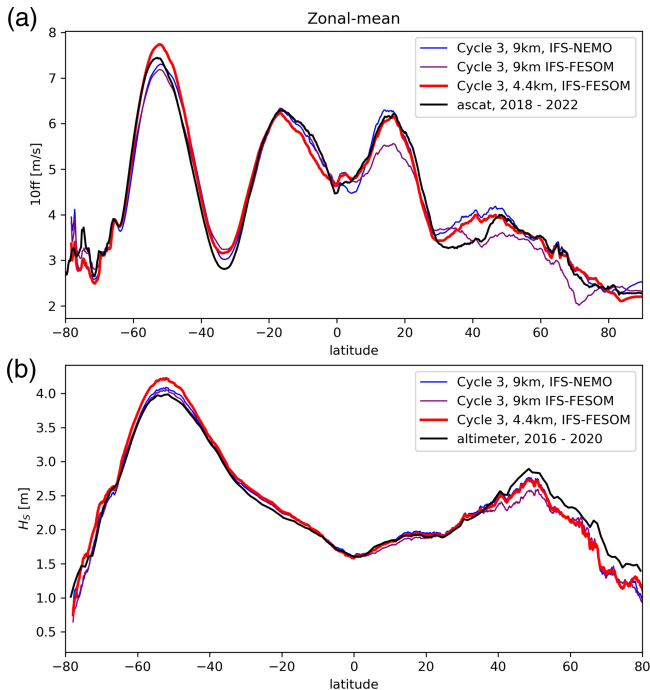 (a)
Zonal-mean
8
7
6
5
4
3
2
10ff [m/s]
Cycle 3, 9km, IFS-NEMO
Cycle 3, 9km IFS-FESOM
Cycle 3, 4.4km, IFS-FESOM
ascat, 2018 - 2022
−80 −60 −40 −20 0 20 40 60 80
latitude
(b)
4.0
3.5
3.0
2.5
2.0
1.5
1.0
0.5
Hs [m]
Cycle 3, 9km, IFS-NEMO
Cycle 3, 9km IFS-FESOM
Cycle 3, 4.4km, IFS-FESOM
altimeter, 2016 - 2020
−80 −60 −40 −20 0 20 40 60 80
latitude